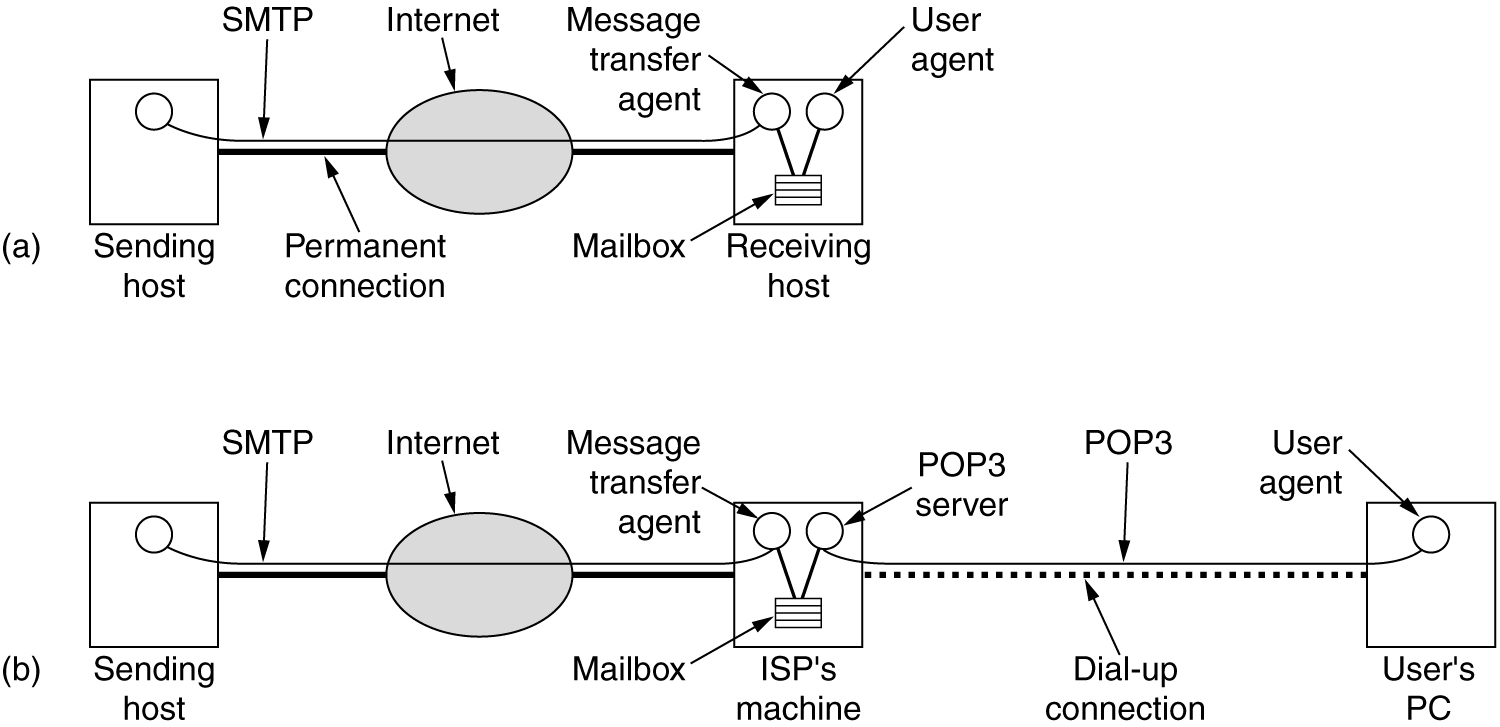 SMTP
Internet
Message
transfer
agent
User
agent
(a)
Sending
host
Permanent
connection
Mailbox
Receiving
host
SMTP
Internet
Message
transfer
agent
POP3
server
POP3
User
agent
(b)
Sending
host
Mailbox
ISP's
machine
Dial-up
connection
User's
PC